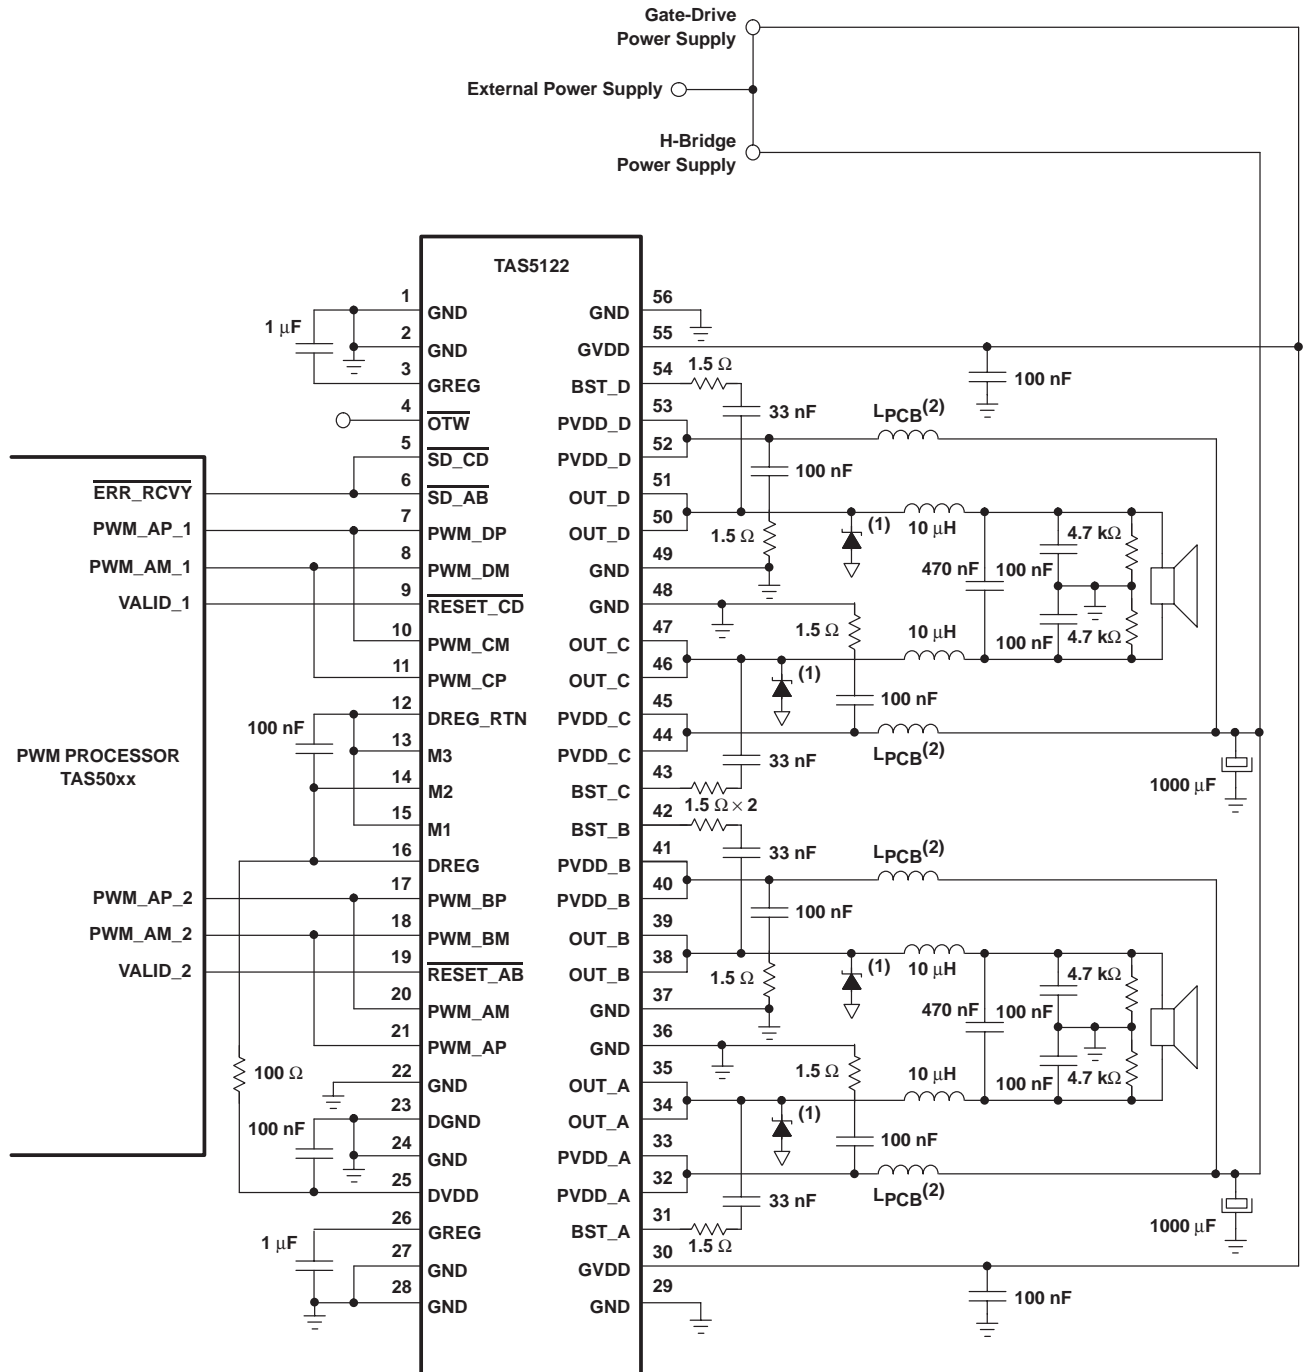 Gate-Drive
Power Supply
External Power Supply
H-Bridge
Power Supply
TAS5122
1
GND
56
GND
1 μF
2
GND
55
GVDD
3
GREG
54
BST_D
1.5 Ω
100 nF
4
OTW
53
PVDD_D
33 nF
LPCB(2)
5
SD_CD
52
PVDD_D
100 nF
ERR_RCVY
6
SD_AB
51
OUT_D
PWM_AP_1
7
PWM_DP
50
OUT_D
1.5 Ω
(1)
10 μH
4.7 kΩ
PWM_AM_1
8
PWM_DM
49
GND
470 nF
100 nF
VALID_1
9
RESET_CD
48
GND
10
PWM_CM
47
OUT_C
1.5 Ω
10 μH
100 nF
4.7 kΩ
11
PWM_CP
46
OUT_C
(1)
100 nF
12
DREG_RTN
45
PVDD_C
100 nF
13
M3
44
PVDD_C
LPCB(2)
PWM PROCESSOR
TAS50xx
14
M2
43
BST_C
33 nF
1000 μF
1.5 Ω × 2
15
M1
42
BST_B
16
DREG
41
PVDD_B
33 nF
LPCB(2)
PWM_AP_2
17
PWM_BP
40
PVDD_B
100 nF
PWM_AM_2
18
PWM_BM
39
OUT_B
VALID_2
19
RESET_AB
38
OUT_B
1.5 Ω
(1)
10 μH
4.7 kΩ
20
PWM_AM
37
GND
470 nF
100 nF
21
PWM_AP
36
GND
100 Ω
22
GND
35
OUT_A
1.5 Ω
10 μH
100 nF
4.7 kΩ
23
DGND
34
OUT_A
(1)
100 nF
24
GND
33
PVDD_A
100 nF
25
DVDD
32
PVDD_A
LPCB(2)
26
GREG
31
BST_A
33 nF
1.5 Ω
1000 μF
1 μF
27
GND
30
GVDD
28
GND
29
GND
100 nF